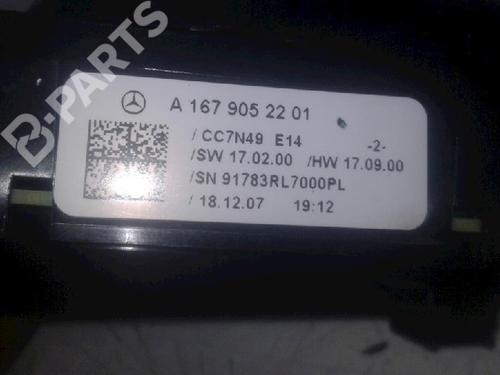 B-PARTS
A 167 905 22 01
/ CC7N49 E14 -2-
/SW 17.02.00 /HW 17.09.00
/SN 91783RL7000PL
/ 18.12.07 19:12